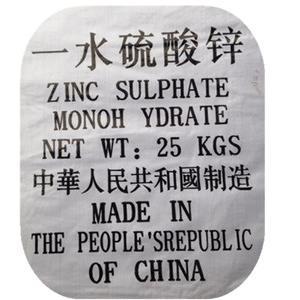 一水硫酸锌
ZINC SULPHATE
MONOH YDRATE
NET WT: 25 KGS
中華人民共和國制造
MADE IN
THE PEOPLE'SREPUBLIC
OF CHINA